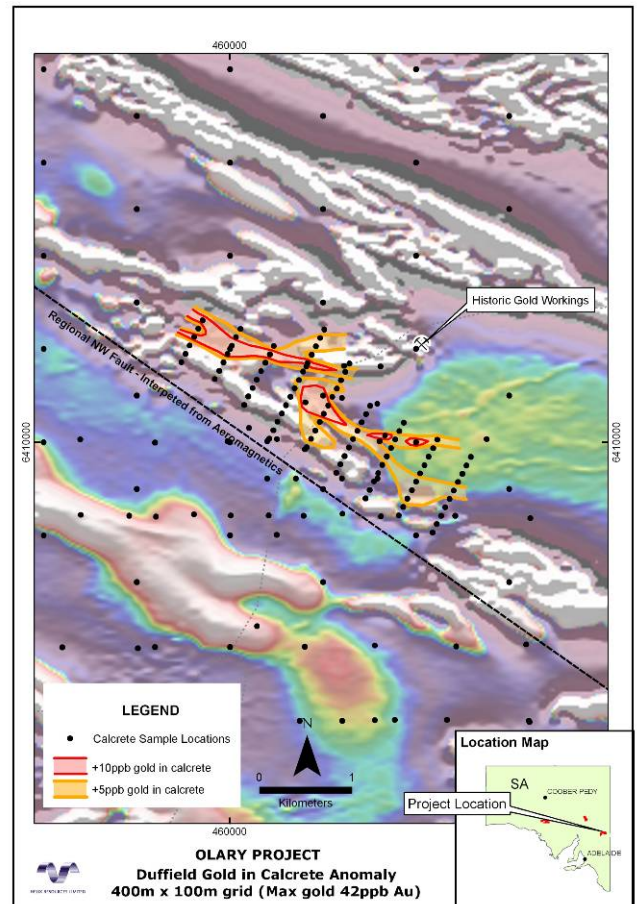 460000
Historic Gold Workings
Regional NW Fault - Interpeted from Aeromagnetics
6410000
6410000
LEGEND
Calcrete Sample Locations
+10ppb gold in calcrete
+5ppb gold in calcrete
N
0 1
Kilometers
Location Map
SA
COOBER PEDY
Project Location
ADELAIDE
460000
OLARY PROJECT
Duffield Gold in Calcrete Anomaly
400m x 100m grid (Max gold 42ppb Au)